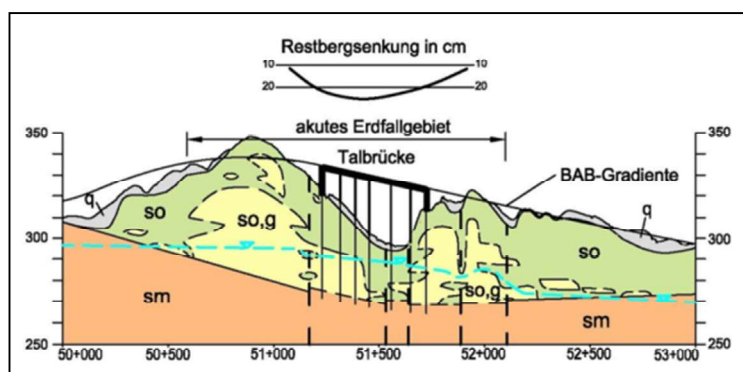 Restbergsenkung in cm
10 10
20 20
akutes Erdfallgebiet
350 350
Talbrücke
BAB-Gradiente
q so so,g q
300 so 300
so,g
sm sm
250 250
50+000 50+500 51+000 51+500 52+000 52+500 53+000